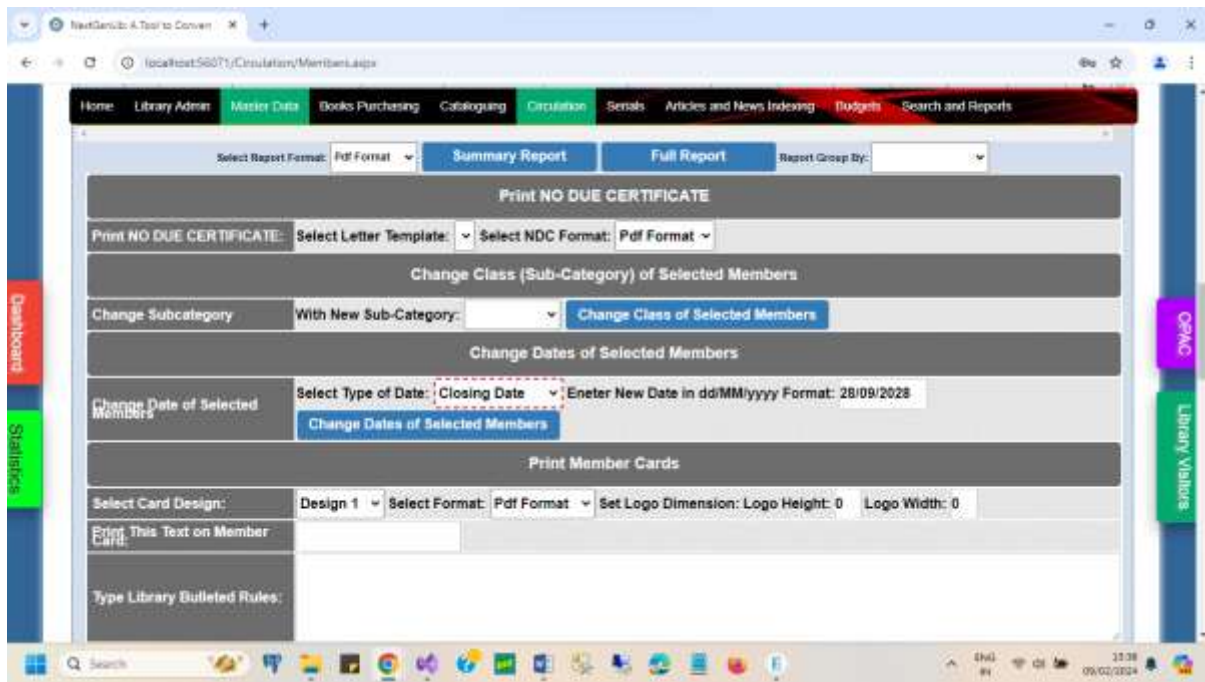 NextGenLib: A Tool to Conver
localhost:56071/Circulation/Members.aspx
Home Library Admin Master Data Books Purchasing Cataloguing Circulation Serials Articles and News Indexing Budgets Search and Reports
Select Report Format: Pdf Format Summary Report Full Report Report Group By:
Print NO DUE CERTIFICATE
Print NO DUE CERTIFICATE: Select Letter Template: Select NDC Format: Pdf Format
Change Class (Sub-Category) of Selected Members
Change Subcategory With New Sub-Category: Change Class of Selected Members
Change Dates of Selected Members
Change Date of Selected Members Select Type of Date: Closing Date Eneter New Date in dd/MM/yyyy Format: 28/09/2028
Change Dates of Selected Members
Print Member Cards
Select Card Design: Design 1 Select Format: Pdf Format Set Logo Dimension: Logo Height: 0 Logo Width: 0
Print This Text on Member Card:
Type Library Bulleted Rules:
Dashboard
Statistics
OPAC
Library Visitors
Search
ENG
IN
15:38
09/02/2024